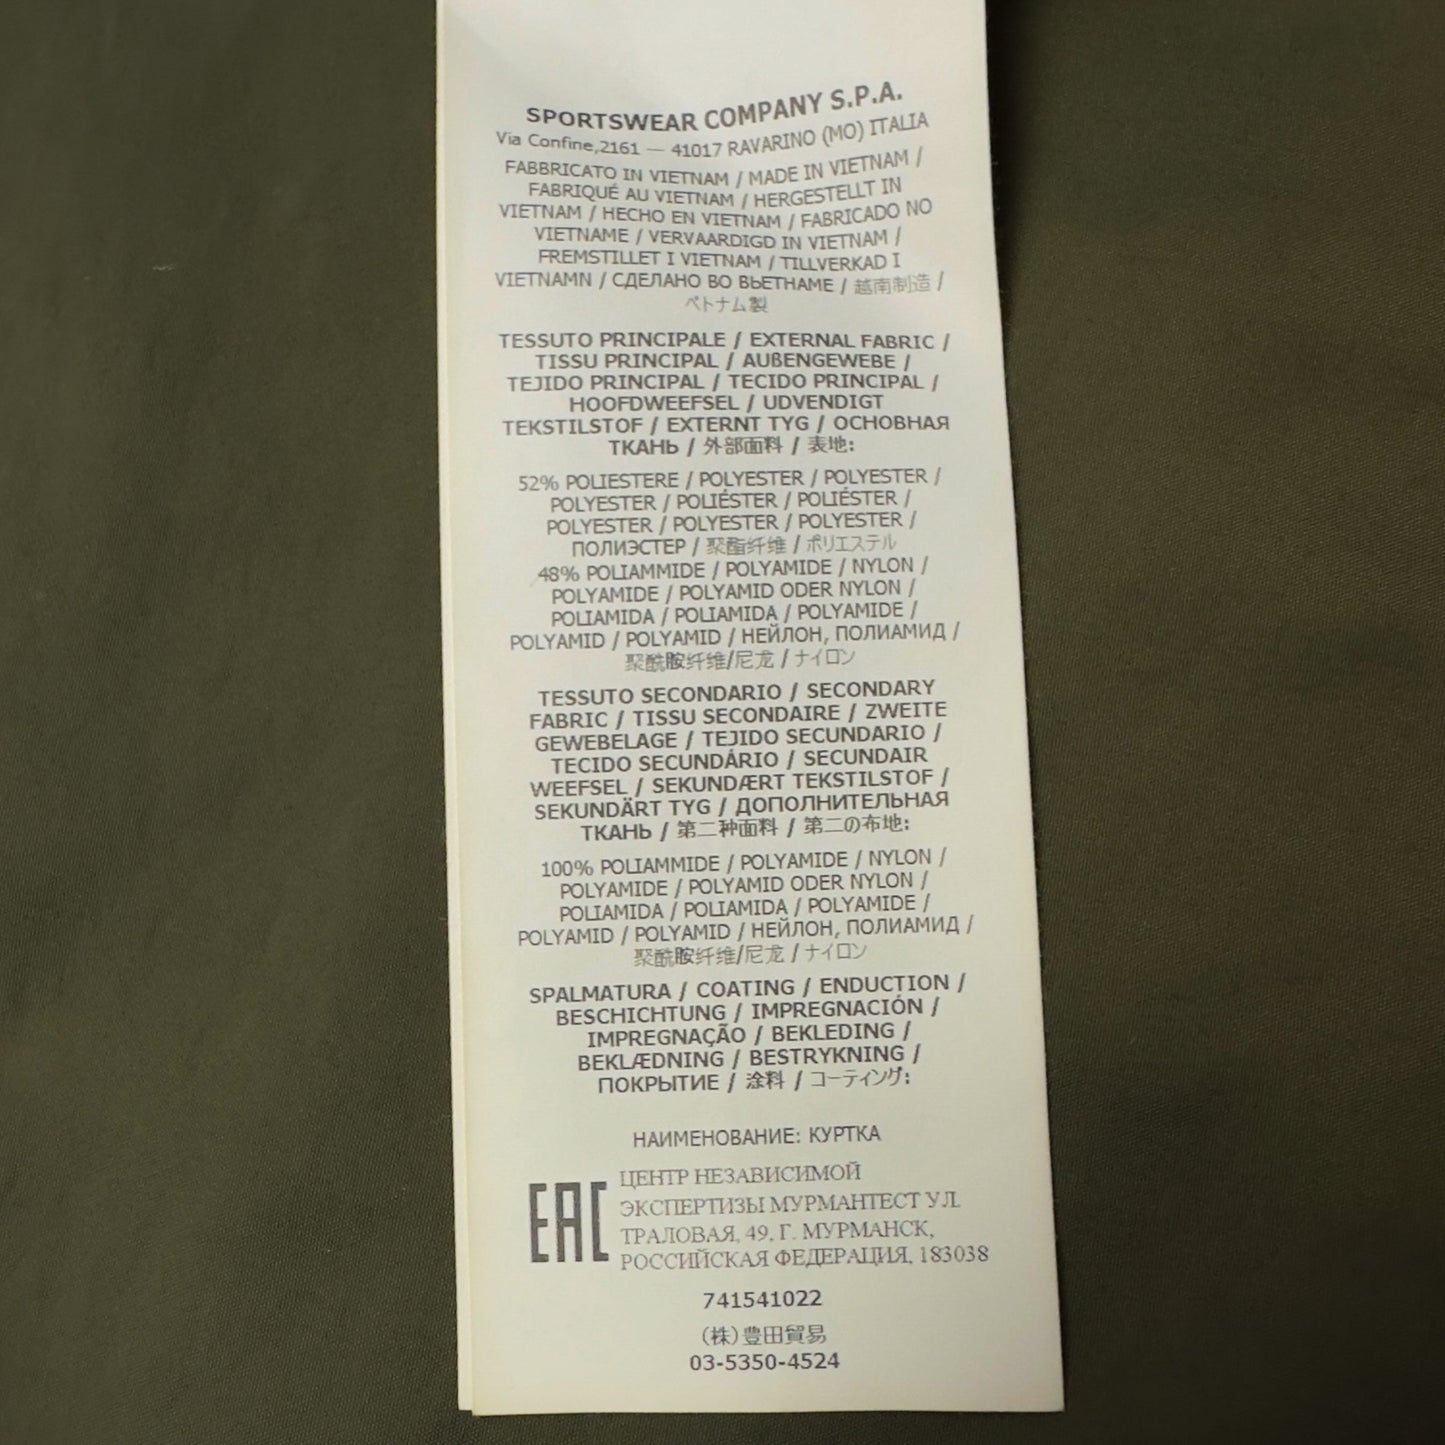 SPORTSWEAR COMPANY S.P.A.
Via Confine,2161 — 41017 RAVARINO (MO) ITALIA
FABBRICATO IN VIETNAM / MADE IN VIETNAM /
FABRIQUÉ AU VIETNAM / HERGESTELLT IN
VIETNAM / HECHO EN VIETNAM / FABRICADO NO
VIETNAME / VERVAARDIGD IN VIETNAM /
FREMSTILLET I VIETNAM / TILLVERKAD I
VIETNAMN / СДЕЛАНО ВО ВЬЕТНАМЕ / 越南制造 /
ベトナム製
TESSUTO PRINCIPALE / EXTERNAL FABRIC /
TISSU PRINCIPAL / AUßENGEWEBE /
TEJIDO PRINCIPAL / TECIDO PRINCIPAL /
HOOFDWEEFSEL / UDVENDIGT
TEKSTILSTOF / EXTERNT TYG / ОСНОВНАЯ
ТКАНЬ / 外部面料 / 表地:
52% POLIESTERE / POLYESTER / POLYESTER /
POLYESTER / POLIÉSTER / POLIÉSTER /
POLYESTER / POLYESTER / POLYESTER /
ПОЛИЭСТЕР / 聚酯纤维 / ポリエステル
48% POLIAMMIDE / POLYAMIDE / NYLON /
POLYAMIDE / POLYAMID ODER NYLON /
POLIAMIDA / POLIAMIDA / POLYAMIDE /
POLYAMID / POLYAMID / НЕЙЛОН, ПОЛИАМИД /
聚酰胺纤维/尼龙 / ナイロン
TESSUTO SECONDARIO / SECONDARY
FABRIC / TISSU SECONDAIRE / ZWEITE
GEWEBELAGE / TEJIDO SECUNDARIO /
TECIDO SECUNDÁRIO / SECUNDAIR
WEEFSEL / SEKUNDÆRT TEKSTILSTOF /
SEKUNDÄRT TYG / ДОПОЛНИТЕЛЬНАЯ
ТКАНЬ / 第二种面料 / 第二の布地:
100% POLIAMMIDE / POLYAMIDE / NYLON /
POLYAMIDE / POLYAMID ODER NYLON /
POLIAMIDA / POLIAMIDA / POLYAMIDE /
POLYAMID / POLYAMID / НЕЙЛОН, ПОЛИАМИД /
聚酰胺纤维/尼龙 / ナイロン
SPALMATURA / COATING / ENDUCTION /
BESCHICHTUNG / IMPREGNACIÓN /
IMPREGNAÇÃO / BEKLEDING /
BEKLÆDNING / BESTRYKNING /
ПОКРЫТИЕ / 涂料 / コーティング:
НАИМЕНОВАНИЕ: КУРТКА
EAC
ЦЕНТР НЕЗАВИСИМОЙ
ЭКСПЕРТИЗЫ МУРМАНТЕСТ УЛ.
ТРАЛОВАЯ, 49, Г. МУРМАНСК,
РОССИЙСКАЯ ФЕДЕРАЦИЯ, 183038
741541022
(株)豊田貿易
03-5350-4524